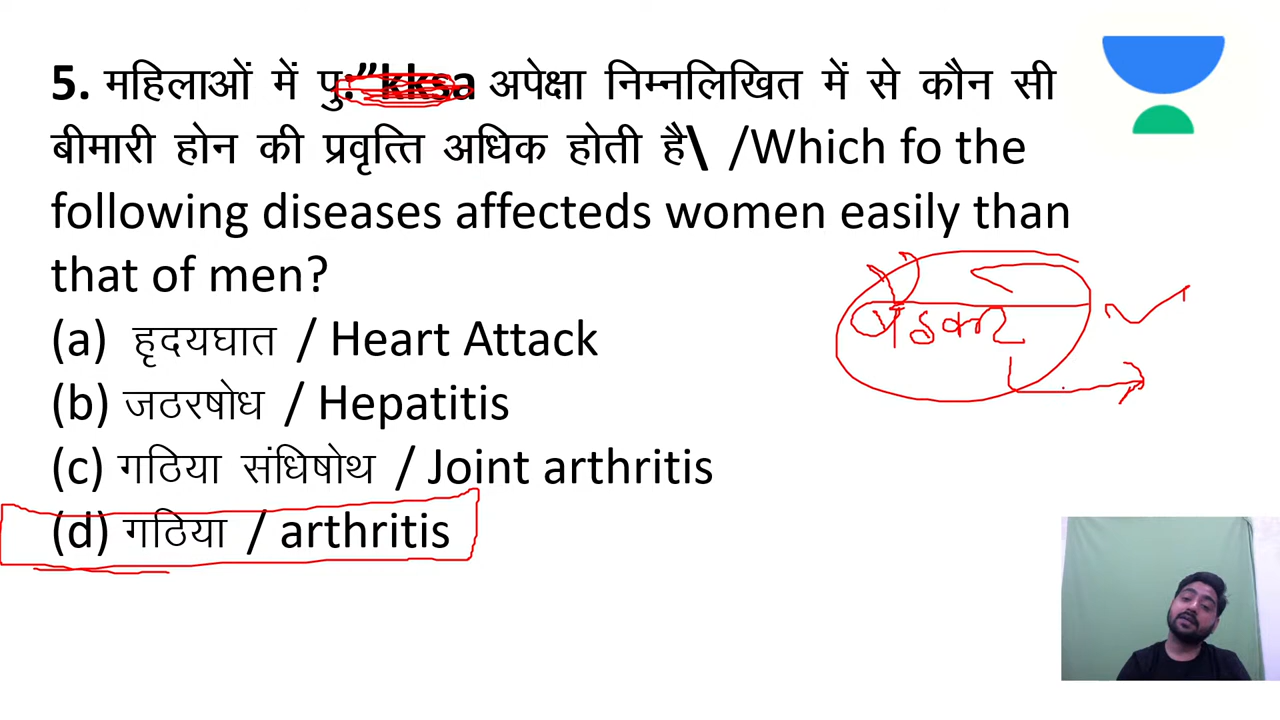 5. महिलाओं में पु:”kksa अपेक्षा निम्नलिखित में से कौन सी
बीमारी होन की प्रवृत्ति अधिक होती है\ /Which fo the
following diseases affecteds women easily than
that of men?
(a) हृदयघात / Heart Attack
(b) जठरषोध / Hepatitis
(c) गठिया संधिषोथ / Joint arthritis
(d) गठिया / arthritis